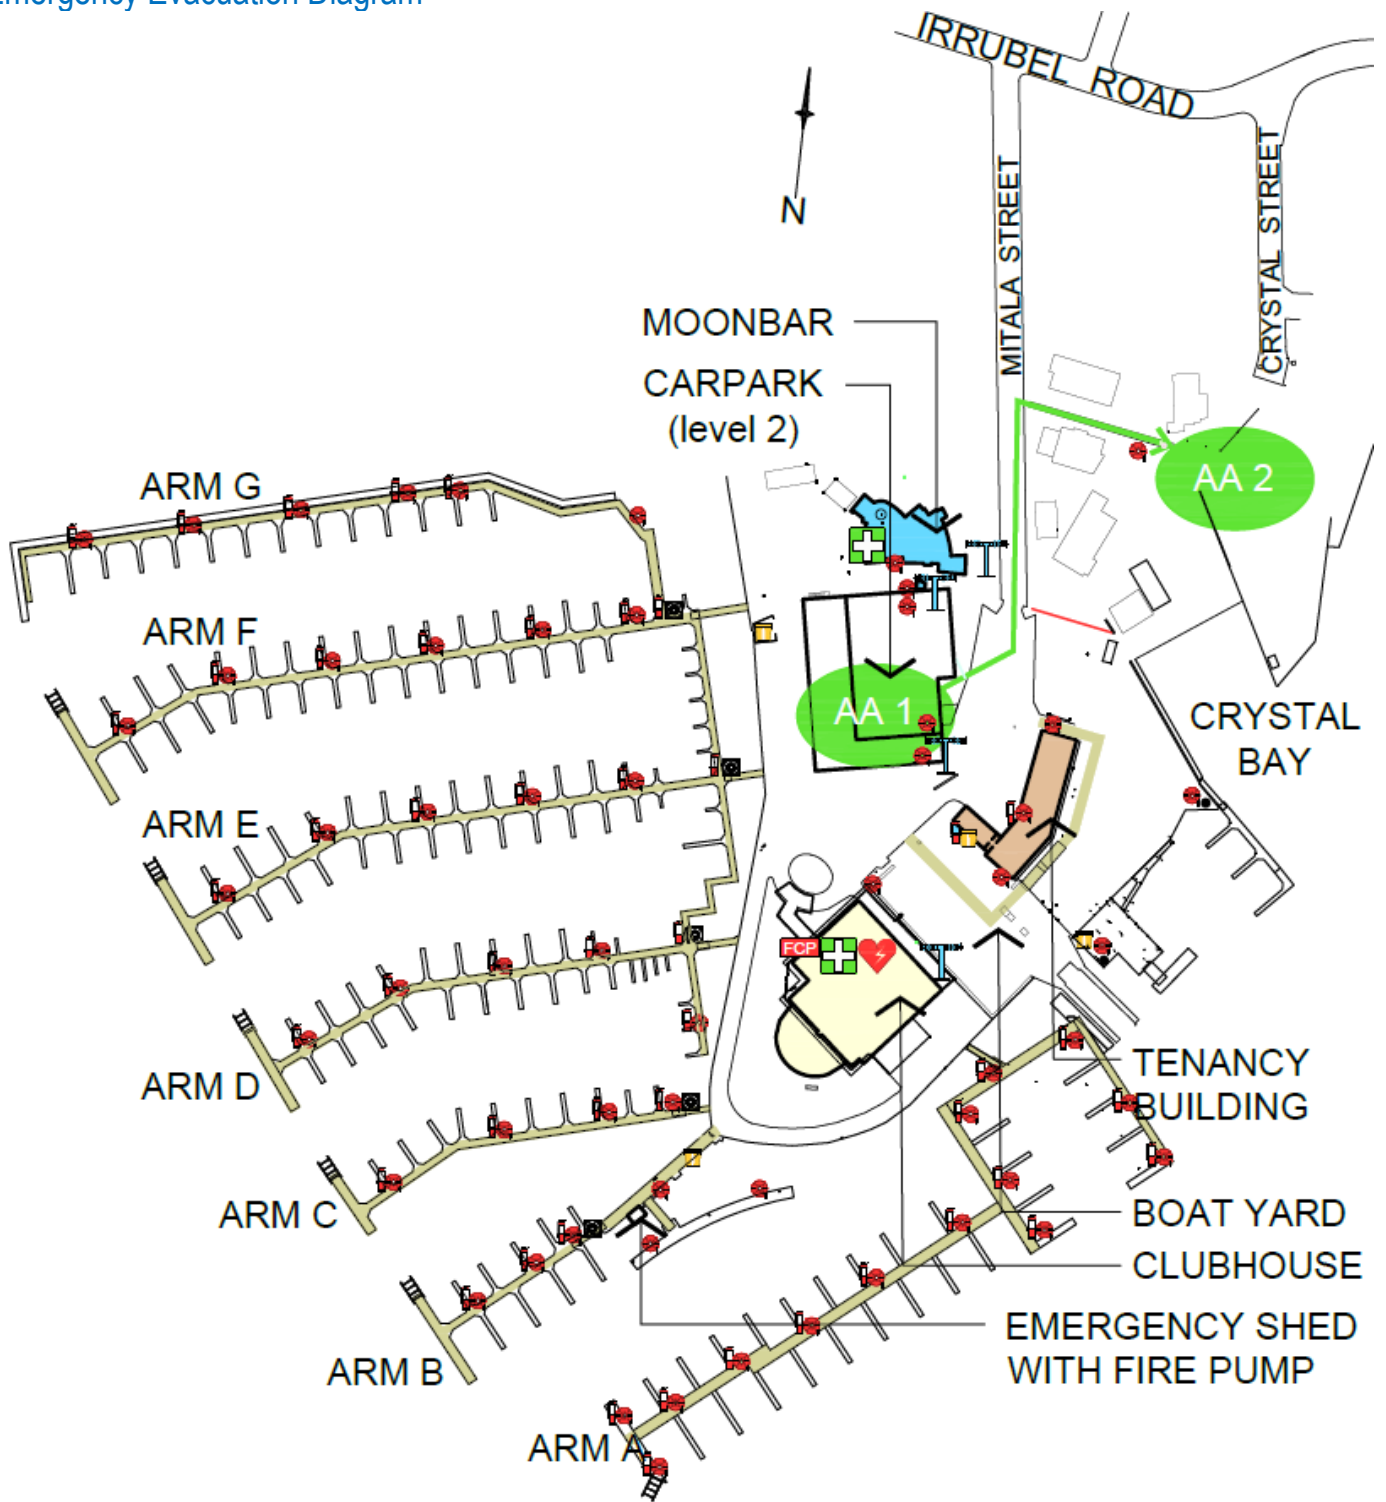 Emergency Evacuation Diagram
IRRUBEL ROAD
MITALA STREET
CRYSTAL STREET
N
MOONBAR
CARPARK
(level 2)
AA 2
ARM G
ARM F
AA 1
CRYSTAL
BAY
ARM E
FCP
ARM D
TENANCY
BUILDING
ARM C
BOAT YARD
CLUBHOUSE
EMERGENCY SHED
WITH FIRE PUMP
ARM B
ARM A